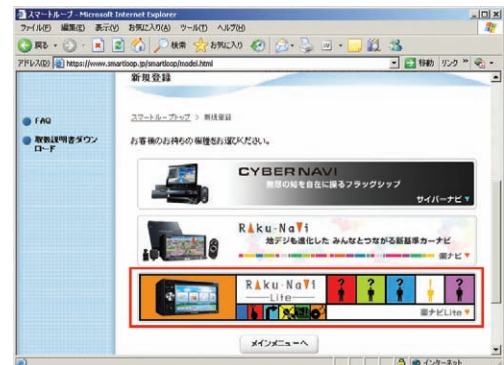 スマートループ - Microsoft Internet Explorer
ファイル(F) 編集(E) 表示(V) お気に入り(A) ツール(T) ヘルプ(H)
戻る 検索 お気に入り
アドレス(D) https://www.smartloop.jp/smartloop/model.html 移動 リンク
新規登録
FAQ
取扱説明書ダウンロード
スマートループトップ > 新規登録
お客様のお持ちの機種をお選びください。
CYBERNAVI
無限の知を自在に操るフラッグシップ
サイバーナビ
RAku-NaVi
地デジも進化した みんなとつながる新基準カーナビ
楽ナビ
RAku-NaVi
Lite
楽ナビLite
メインメニューへ
インターネット